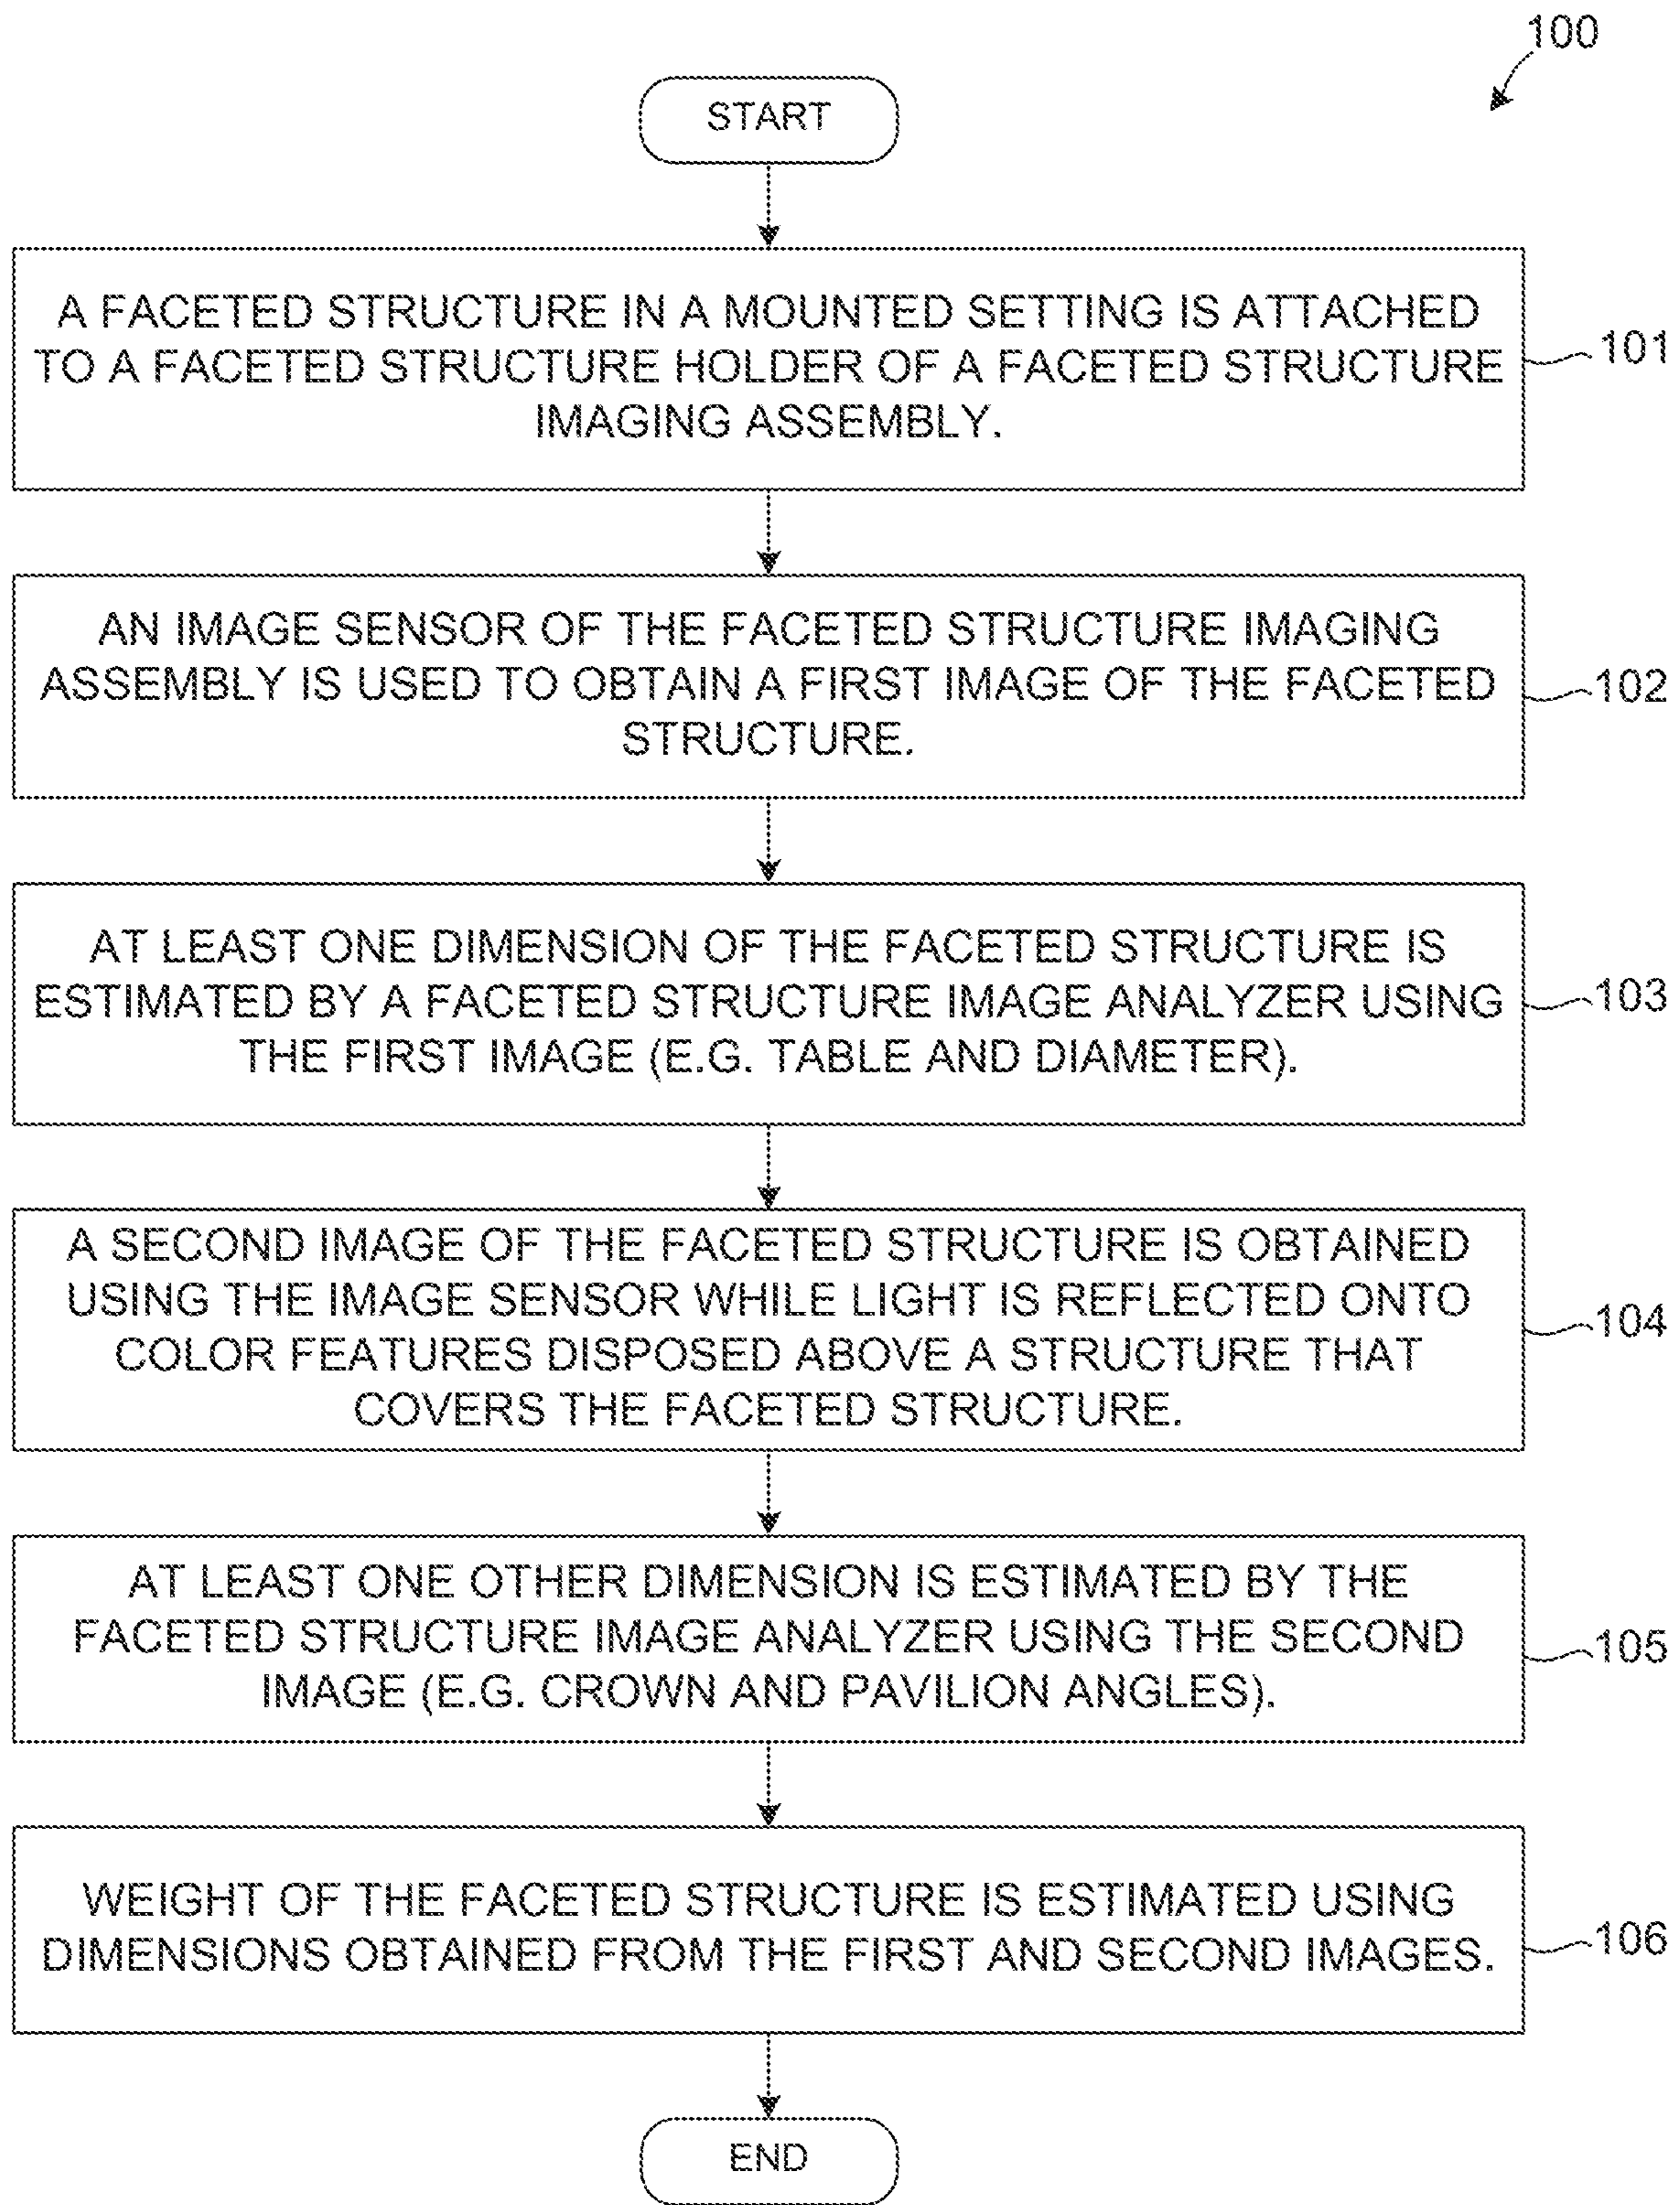 100
START
A FACETED STRUCTURE IN A MOUNTED SETTING IS ATTACHED
TO A FACETED STRUCTURE HOLDER OF A FACETED STRUCTURE
IMAGING ASSEMBLY.
101
AN IMAGE SENSOR OF THE FACETED STRUCTURE IMAGING
ASSEMBLY IS USED TO OBTAIN A FIRST IMAGE OF THE FACETED
STRUCTURE.
102
AT LEAST ONE DIMENSION OF THE FACETED STRUCTURE IS
ESTIMATED BY A FACETED STRUCTURE IMAGE ANALYZER USING
THE FIRST IMAGE (E.G. TABLE AND DIAMETER).
103
A SECOND IMAGE OF THE FACETED STRUCTURE IS OBTAINED
USING THE IMAGE SENSOR WHILE LIGHT IS REFLECTED ONTO
COLOR FEATURES DISPOSED ABOVE A STRUCTURE THAT
COVERS THE FACETED STRUCTURE.
104
AT LEAST ONE OTHER DIMENSION IS ESTIMATED BY THE
FACETED STRUCTURE IMAGE ANALYZER USING THE SECOND
IMAGE (E.G. CROWN AND PAVILION ANGLES).
105
WEIGHT OF THE FACETED STRUCTURE IS ESTIMATED USING
DIMENSIONS OBTAINED FROM THE FIRST AND SECOND IMAGES.
106
END